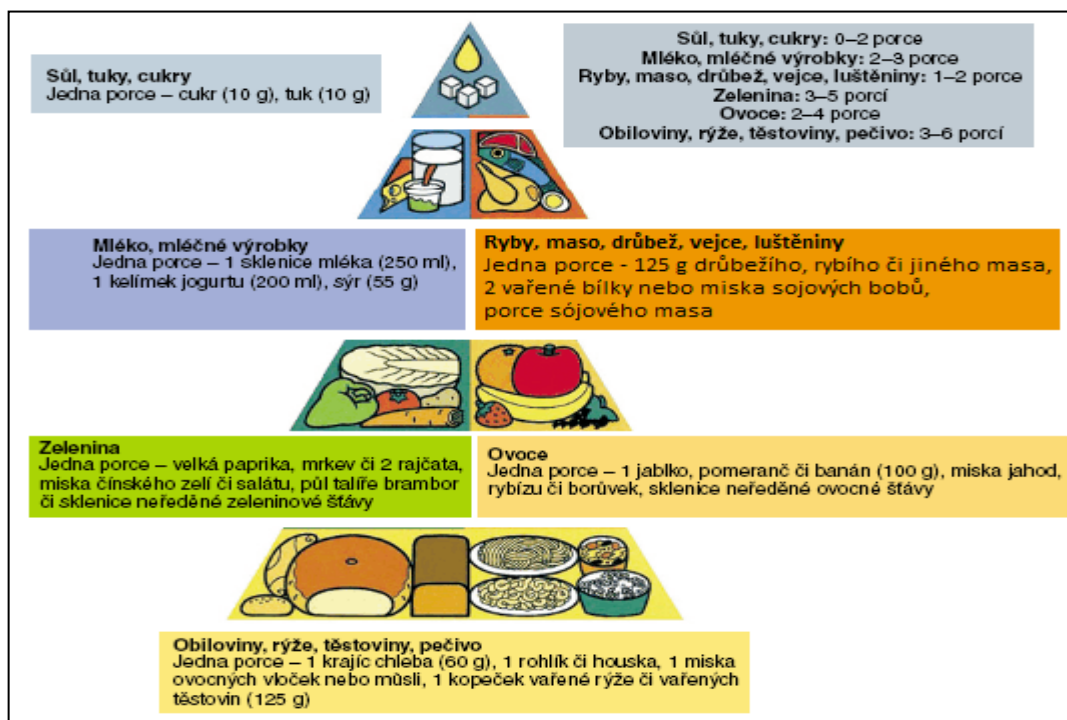 Sůl, tuky, cukry
Jedna porce – cukr (10 g), tuk (10 g)
Sůl, tuky, cukry: 0–2 porce
Mléko, mléčné výrobky: 2–3 porce
Ryby, maso, drůbež, vejce, luštěniny: 1–2 porce
Zelenina: 3–5 porcí
Ovoce: 2–4 porce
Obiloviny, rýže, těstoviny, pečivo: 3–6 porcí
Mléko, mléčné výrobky
Jedna porce – 1 sklenice mléka (250 ml),
1 kelímek jogurtu (200 ml), sýr (55 g)
Ryby, maso, drůbež, vejce, luštěniny
Jedna porce - 125 g drůbežího, rybího či jiného masa,
2 vařené bílky nebo miska sojových bobů,
porce sójového masa
Zelenina
Jedna porce – velká paprika, mrkev či 2 rajčata,
miska čínského zelí či salátu, půl talíře brambor
či sklenice neředěné zeleninové šťávy
Ovoce
Jedna porce – 1 jablko, pomeranč či banán (100 g), miska jahod,
rybízu či borůvek, sklenice neředěné ovocné šťávy
Obiloviny, rýže, těstoviny, pečivo
Jedna porce – 1 krajíc chleba (60 g), 1 rohlík či houska, 1 miska
ovocných vloček nebo műsli, 1 kopeček vařené rýže či vařených
těstovin (125 g)